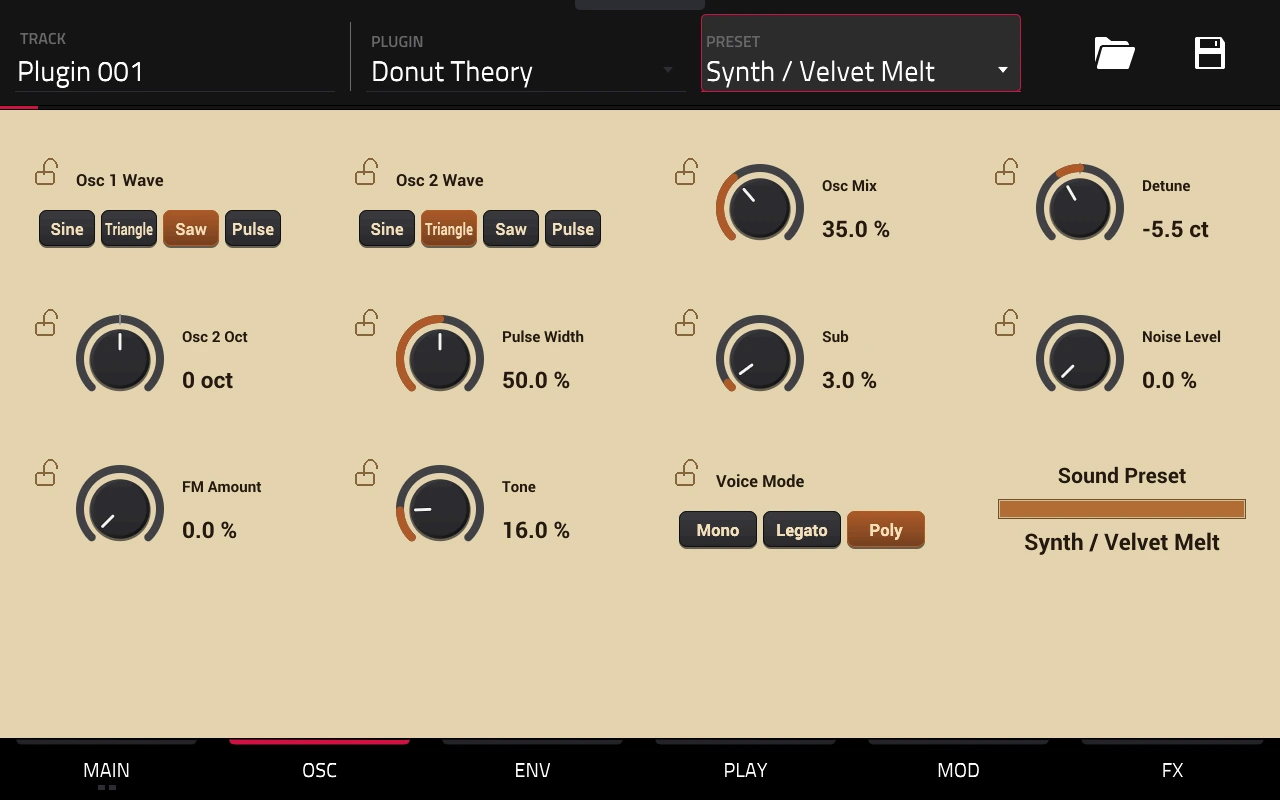 TRACK
Plugin 001
PLUGIN
Donut Theory
PRESET
Synth / Velvet Melt
Osc 1 Wave
Sine Triangle Saw Pulse
Osc 2 Wave
Sine Triangle Saw Pulse
Osc Mix
35.0 %
Detune
-5.5 ct
Osc 2 Oct
0 oct
Pulse Width
50.0 %
Sub
3.0 %
Noise Level
0.0 %
FM Amount
0.0 %
Tone
16.0 %
Voice Mode
Mono Legato Poly
Sound Preset
Synth / Velvet Melt
MAIN OSC ENV PLAY MOD FX